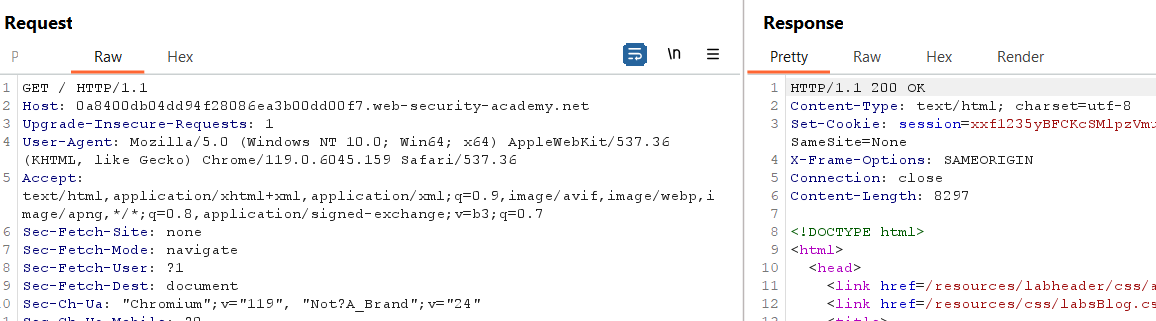 Request
P Raw Hex \n
1 GET / HTTP/1.1
2 Host: 0a8400db04dd94f28086ea3b00dd00f7.web-security-academy.net
3 Upgrade-Insecure-Requests: 1
4 User-Agent: Mozilla/5.0 (Windows NT 10.0; Win64; x64) AppleWebKit/537.36
(KHTML, like Gecko) Chrome/119.0.6045.159 Safari/537.36
5 Accept:
text/html,application/xhtml+xml,application/xml;q=0.9,image/avif,image/webp,i
mage/apng,*/*;q=0.8,application/signed-exchange;v=b3;q=0.7
6 Sec-Fetch-Site: none
7 Sec-Fetch-Mode: navigate
8 Sec-Fetch-User: ?1
9 Sec-Fetch-Dest: document
0 Sec-Ch-Ua: "Chromium";v="119", "Not?A_Brand";v="24"
Response
Pretty Raw Hex Render
1 HTTP/1.1 200 OK
2 Content-Type: text/html; charset=utf-8
3 Set-Cookie: session=xxf1235yBFCKcSMlpzVmu
SameSite=None
4 X-Frame-Options: SAMEORIGIN
5 Connection: close
6 Content-Length: 8297
7
8 <!DOCTYPE html>
9 <html>
10 <head>
11 <link href=/resources/labheader/css/a
12 <link href=/resources/css/labsBlog.cs